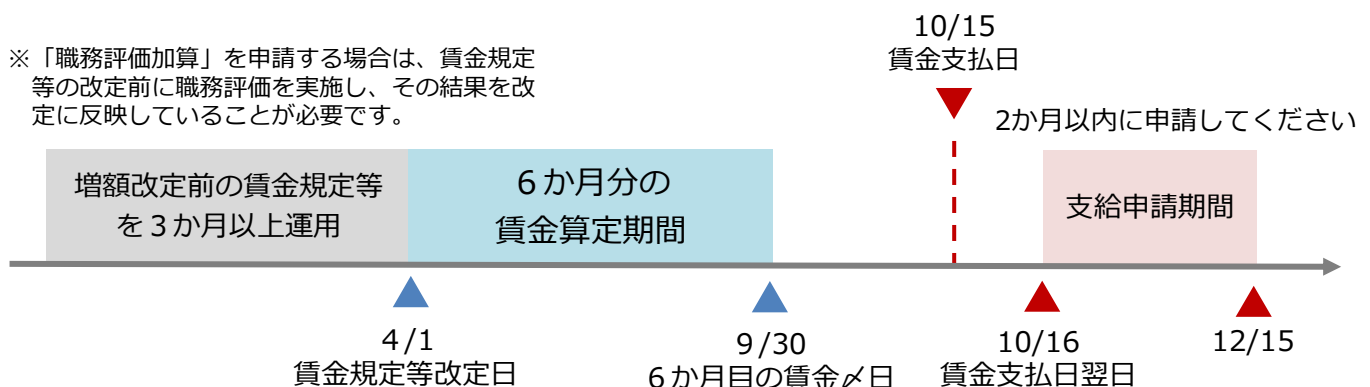 ※「職務評価加算」を申請する場合は、賃金規定
等の改定前に職務評価を実施し、その結果を改
定に反映していることが必要です。
10/15
賃金支払日
2か月以内に申請してください
増額改定前の賃金規定等
を３か月以上運用
６か月分の
賃金算定期間
支給申請期間
４/１
賃金規定等改定日
９/30
６か月目の賃金〆日
10/16
賃金支払日翌日
12/15